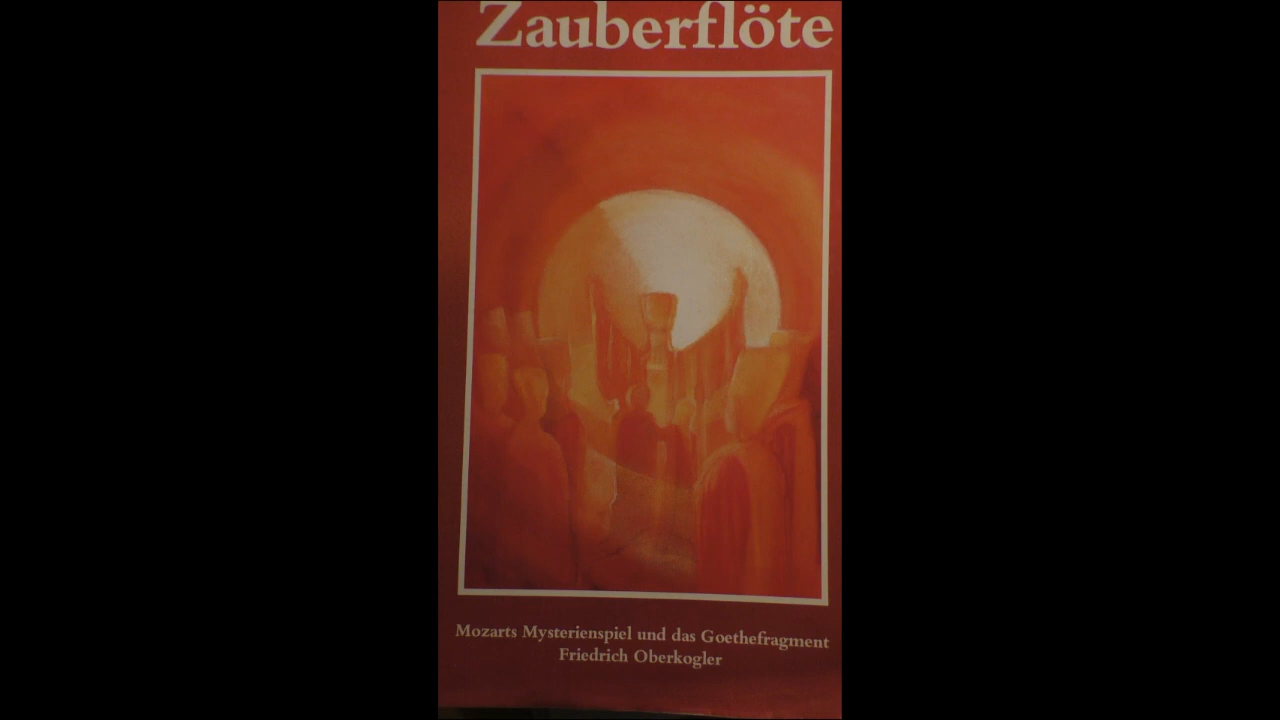 Zauberflöte
Mozarts Mysterienspiel und das Goethefragment
Friedrich Oberkogler